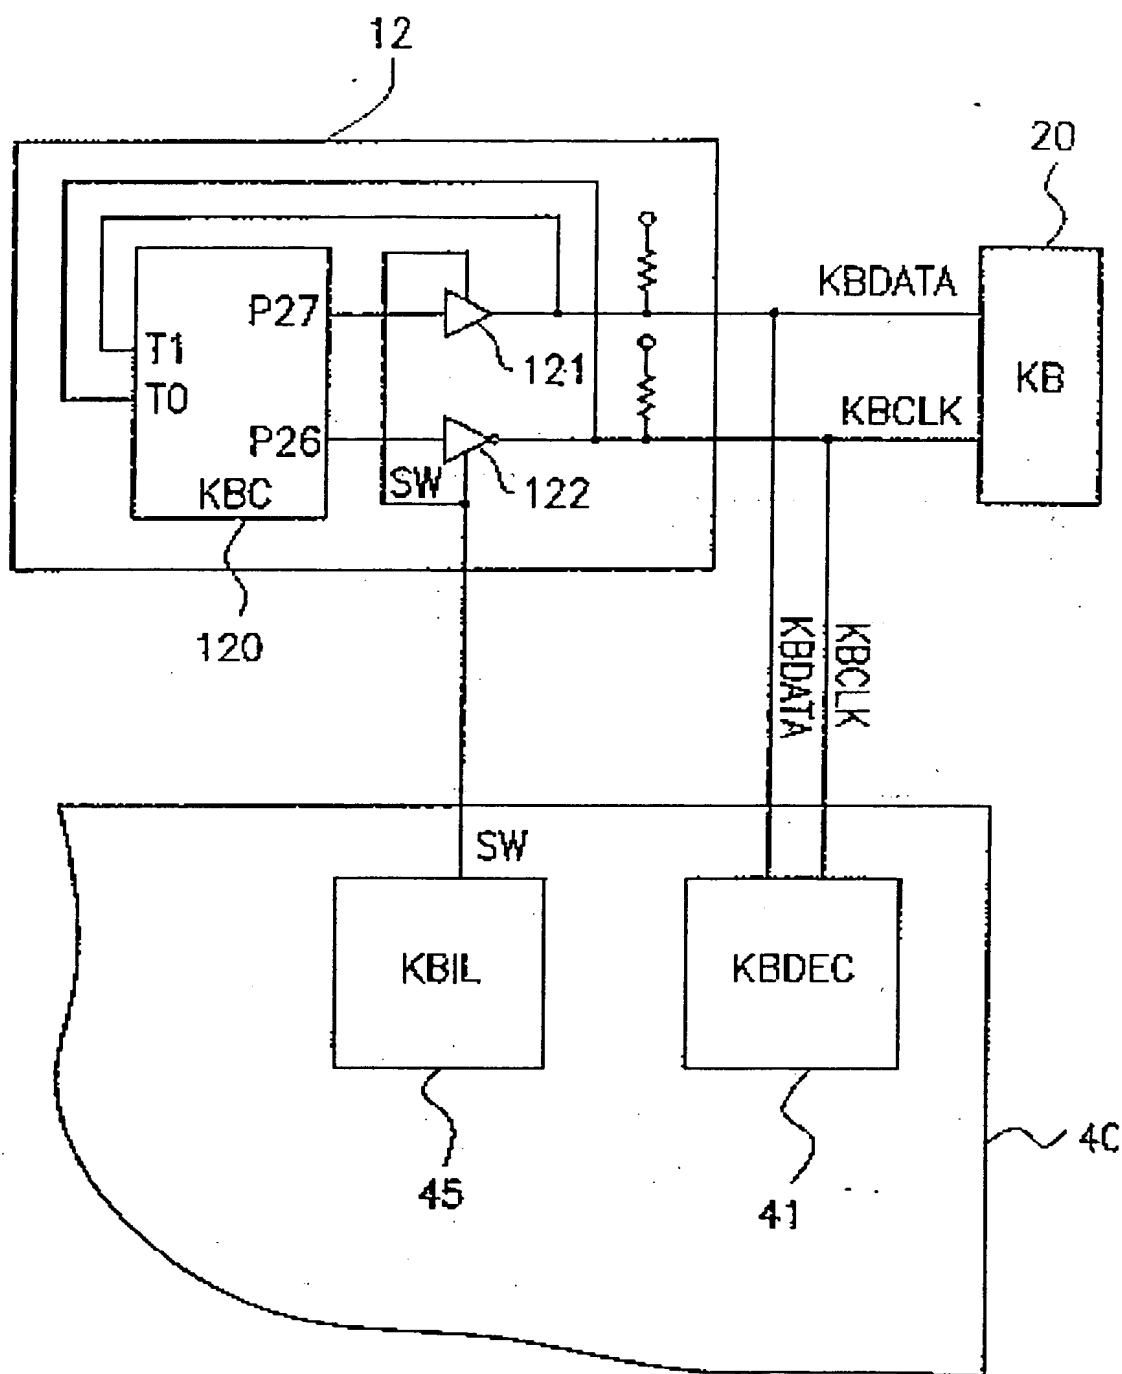 12
20
P27
KBDATA
T1
121
KB
T0
KBCLK
P26
SW
122
KBC
120
KBDATA
KBCLK
SW
KBIL
KBDEC
45
41
40